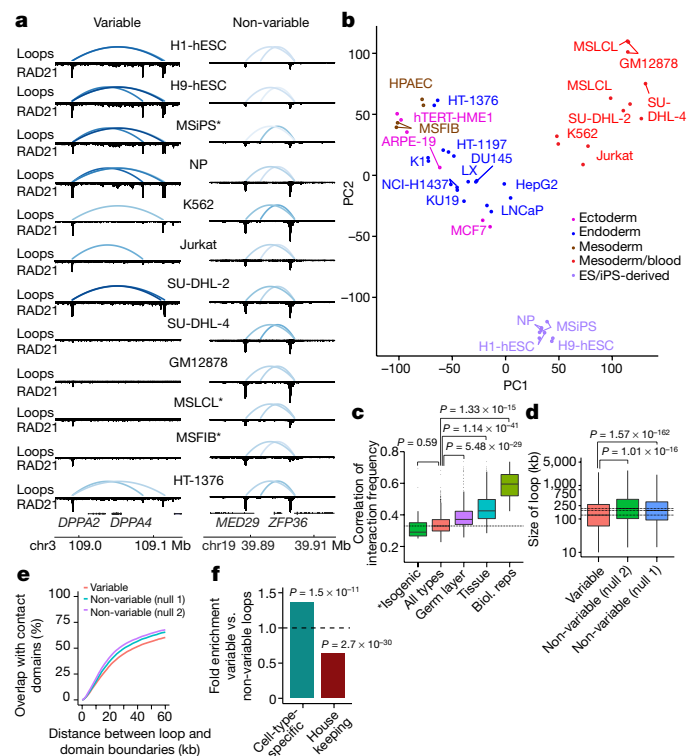 a
Variable
Non-variable
Loops
RAD21
H1-hESC
Loops
RAD21
H9-hESC
Loops
RAD21
MSiPS*
Loops
RAD21
NP
Loops
RAD21
K562
Loops
RAD21
Jurkat
Loops
RAD21
SU-DHL-2
Loops
RAD21
SU-DHL-4
Loops
RAD21
GM12878
Loops
RAD21
MSLCL*
Loops
RAD21
MSFIB*
Loops
RAD21
HT-1376
DPPA2 DPPA4
MED29 ZFP36
chr3 109.0 109.1 Mb
chr19 39.89 39.91 Mb
b
PC2
100
50
0
−50
−100
−100 −50 0 50 100
PC1
MSLCL
GM12878
HPAEC
HT-1376
MSLCL
SU-
DHL-4
hTERT-HME1
MSFIB
SU-DHL-2
K562
ARPE-19
HT-1197
Jurkat
K1
DU145
LX
NCI-H1437
HepG2
KU19
LNCaP
MCF7
Ectoderm
Endoderm
Mesoderm
Mesoderm/blood
ES/iPS-derived
NP
MSiPS
H1-hESC
H9-hESC
c
Correlation of
interaction frequency
P = 1.33 × 10−15
P = 1.14 × 10−41
P = 0.59
P = 5.48 × 10−29
0.8
0.6
0.4
0.2
*Isogenic
All types
Germ layer
Tissue
Biol. reps
d
Size of loop (kb)
P = 1.57 × 10−162
P = 1.01 × 10−16
5,000
1,000
750
250
100
10
Variable
Non-variable (null 2)
Non-variable (null 1)
e
Overlap with contact
domains (%)
100
75
50
25
0
Variable
Non-variable (null 1)
Non-variable (null 2)
0 20 40 60
Distance between loop and
domain boundaries (kb)
f
Fold enrichment
variable vs.
non-variable loops
P = 1.5 × 10−11
P = 2.7 × 10−30
1.5
1.0
0.5
0
Cell-type-
specific
House
keeping